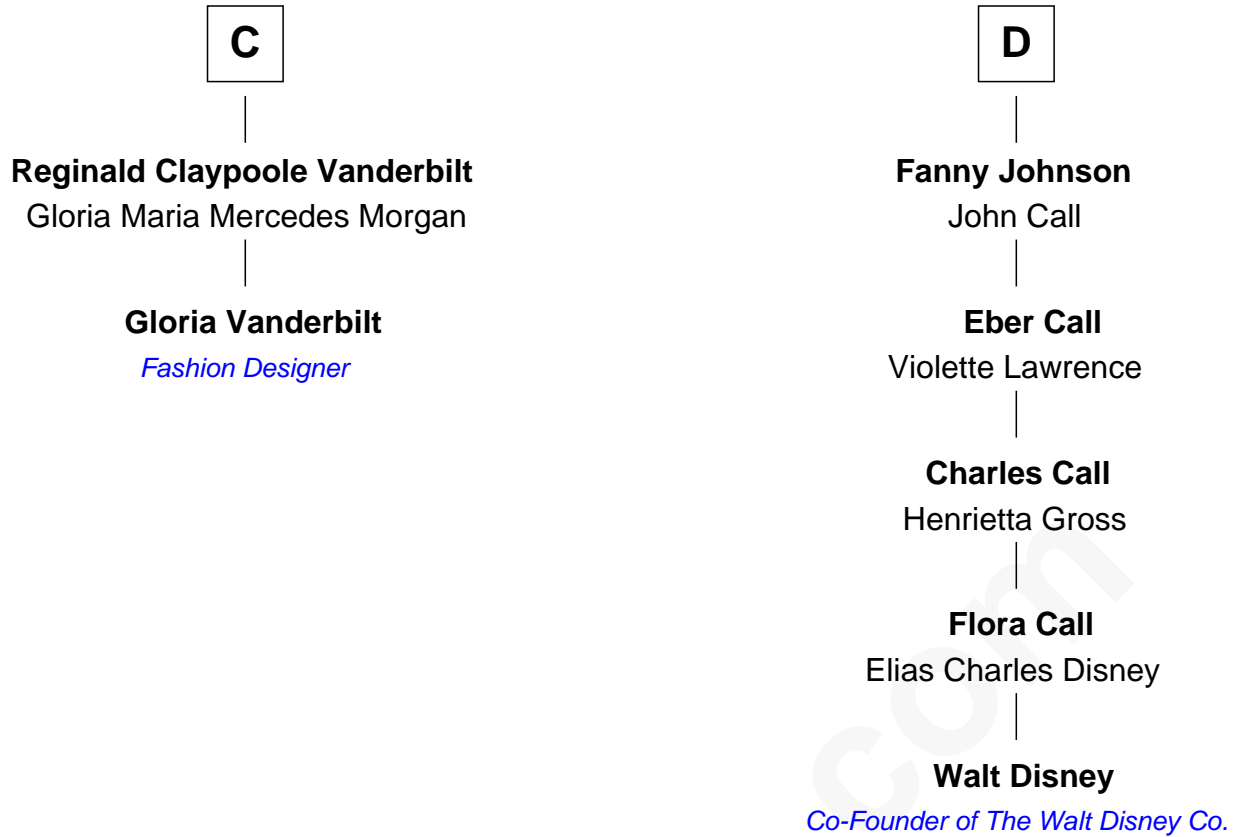 C
Reginald Claypoole Vanderbilt
Gloria Maria Mercedes Morgan
Gloria Vanderbilt
Fashion Designer
D
Fanny Johnson
John Call
Eber Call
Violette Lawrence
Charles Call
Henrietta Gross
Flora Call
Elias Charles Disney
Walt Disney
Co-Founder of The Walt Disney Co.
com